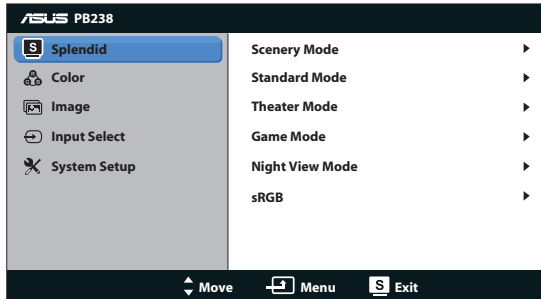 ASUS PB238
S Splendid
Color
Image
Input Select
System Setup
Scenery Mode
Standard Mode
Theater Mode
Game Mode
Night View Mode
sRGB
Move Menu S Exit